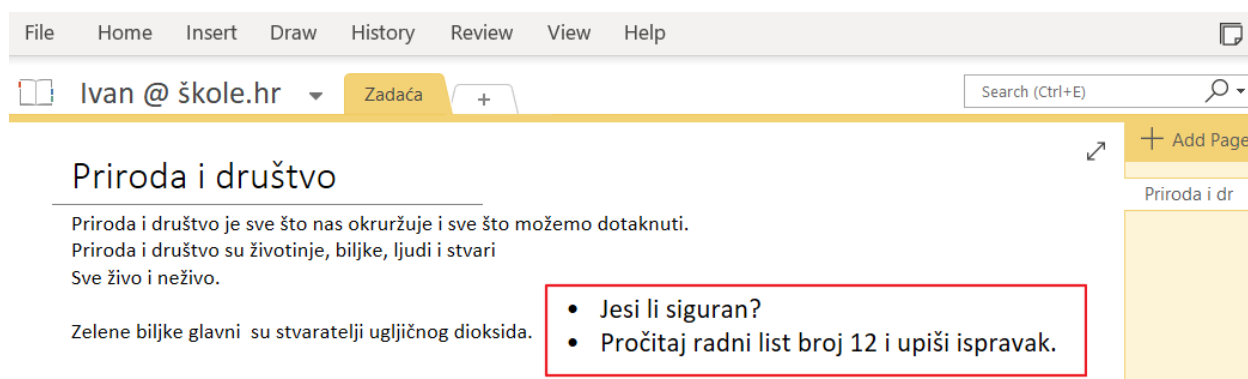 File Home Insert Draw History Review View Help
Ivan @ škole.hr Zadaća + Search (Ctrl+E)
+ Add Page
Priroda i društvo
Priroda i dr
Priroda i društvo je sve što nas okružuje i sve što možemo dotaknuti.
Priroda i društvo su životinje, biljke, ljudi i stvari
Sve živo i neživo.
• Jesi li siguran?
Zelene biljke glavni su stvaratelji ugljičnog dioksida.
• Pročitaj radni list broj 12 i upiši ispravak.